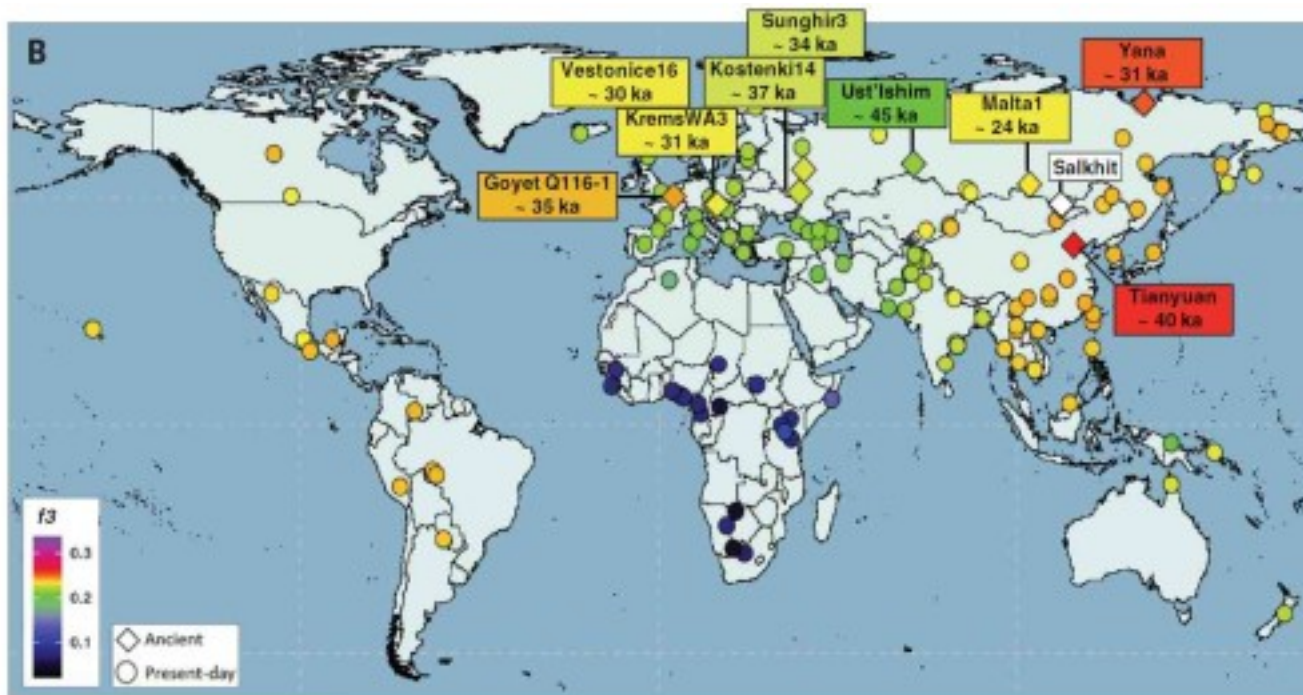 B
Sunghir3
~ 34 ka
Yana
~ 31 ka
Vestonice16
~ 30 ka
Kostenki14
~ 37 ka
Ust'Ishim
~ 45 ka
Malta1
~ 24 ka
KremsWA3
~ 31 ka
Salkhit
Goyet Q116-1
~ 35 ka
Tianyuan
~ 40 ka
f3
0.3
0.2
0.1
Ancient
Present-day